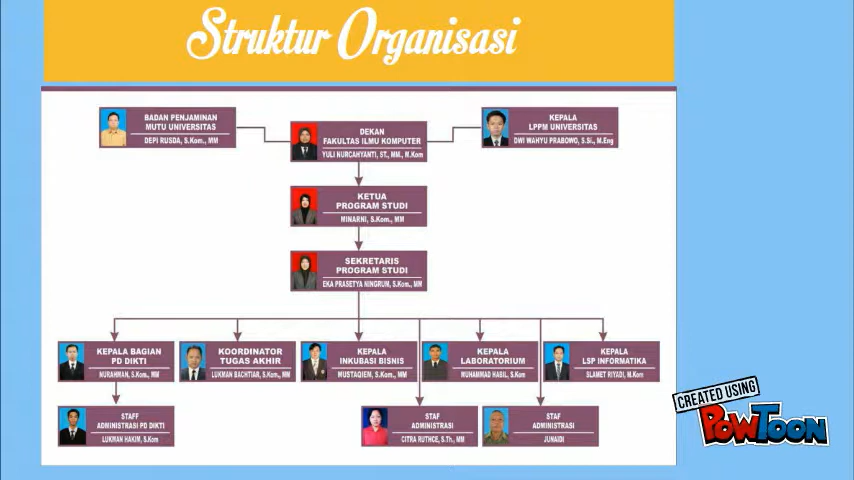 Struktur Organisasi
BADAN PENJAMINAN
MUTU UNIVERSITAS
DEPI RUSDA, S.Kom., MM
DEKAN
FAKULTAS ILMU KOMPUTER
YULI NURCAHYANTI, ST., MM., M.Kom
KEPALA
LPPM UNIVERSITAS
DWI WAHYU PRABOWO, S.Si., M.Eng
KETUA
PROGRAM STUDI
MINARNI, S.Kom., MM
SEKRETARIS
PROGRAM STUDI
EKA PRASETYA NINGRUM, S.Kom., MM
KEPALA BAGIAN
PD DIKTI
NURAHMAN, S.Kom., MM
KOORDINATOR
TUGAS AKHIR
LUKMAN BACHTIAR, S.Kom., MM
KEPALA
INKUBASI BISNIS
MUSTAQIEM, S.Kom., MM
KEPALA
LABORATORIUM
MUHAMMAD HASIL, S.Kom
KEPALA
LSP INFORMATIKA
SLAMET RIYADI, M.Kom
STAFF
ADMINISTRASI PD DIKTI
LUKMAN HAKIM, S.Kom
STAF
ADMINISTRASI
CITRA RUTHCE, S.Th., MM
STAF
ADMINISTRASI
JUNAIDI
CREATED USING
POWTOON